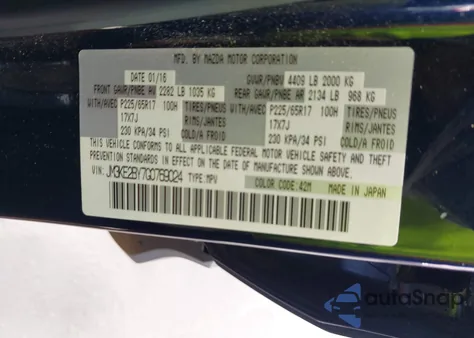 MFD. BY MAZDA MOTOR CORPORATION
DATE 01/16 GVWR/PNBV 4409 LB 2000 KG
FRONT GAWR/PNBE AV 2282 LB 1035 KG REAR GAWR/PNBE AR 2134 LB 968 KG
WITH/AVEC P225/65R17 100H TIRES/PNEUS WITH/AVEC P225/65R17 100H TIRES/PNEUS
17X7J RIMS/JANTES 17X7J RIMS/JANTES
230 KPA/34 PSI COLD/A FROID 230 KPA/34 PSI COLD/A FROID
THIS VEHICLE CONFORMS TO ALL APPLICABLE FEDERAL MOTOR VEHICLE SAFETY, BUMPER,
AND THEFT PREVENTION STANDARDS IN EFFECT ON THE DATE OF MANUFACTURE SHOWN ABOVE.
VIN: JM3KE2BY7G0769024 TYPE: MPV COLOR CODE: 42M MADE IN JAPAN
autoSnap